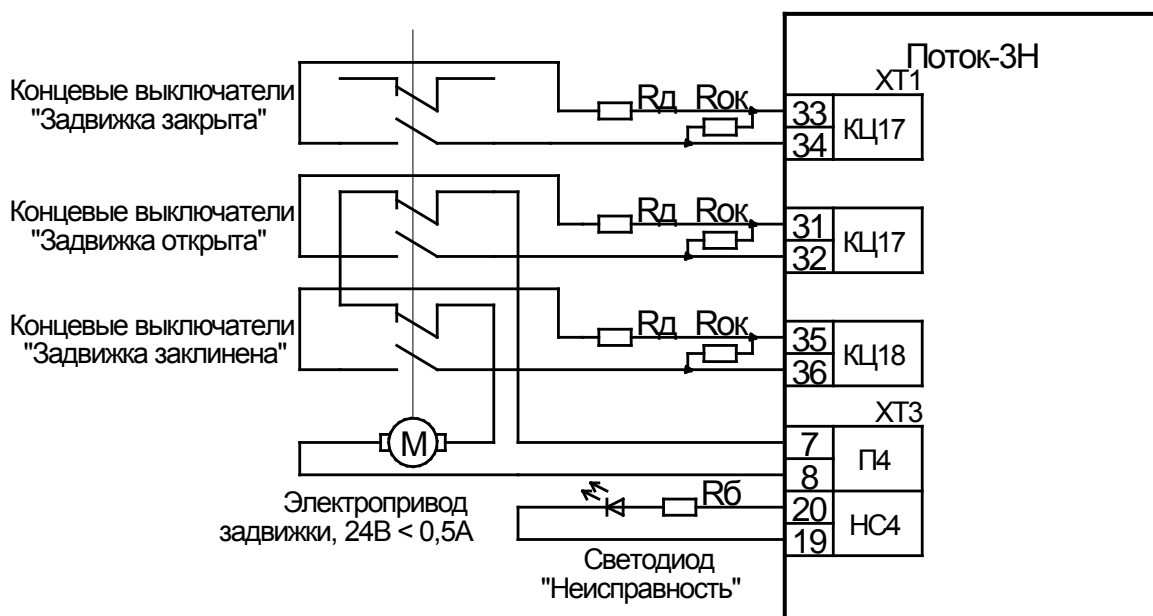 Поток-3Н
XT1
Концевые выключатели
"Задвижка закрыта"
Rд Rок
33
34
КЦ17
Концевые выключатели
"Задвижка открыта"
Rд Rок
31
32
КЦ17
Концевые выключатели
"Задвижка заклинена"
Rд Rок
35
36
КЦ18
XT3
М
7
8
П4
Электропривод
задвижки, 24В < 0,5А
Rб
20
19
НС4
Светодиод
"Неисправность"